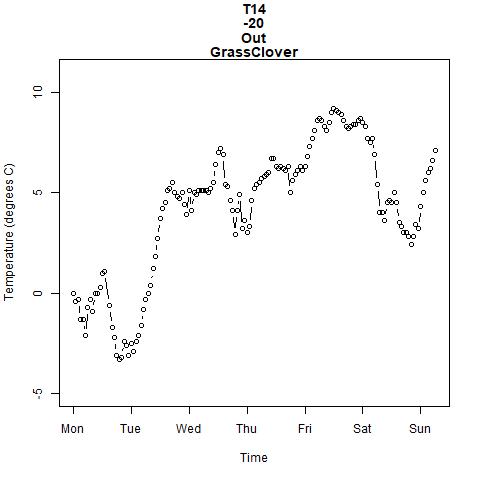 T14
-20
Out
GrassClover
Temperature (degrees C)
10
5
0
-5
Mon Tue Wed Thu Fri Sat Sun
Time